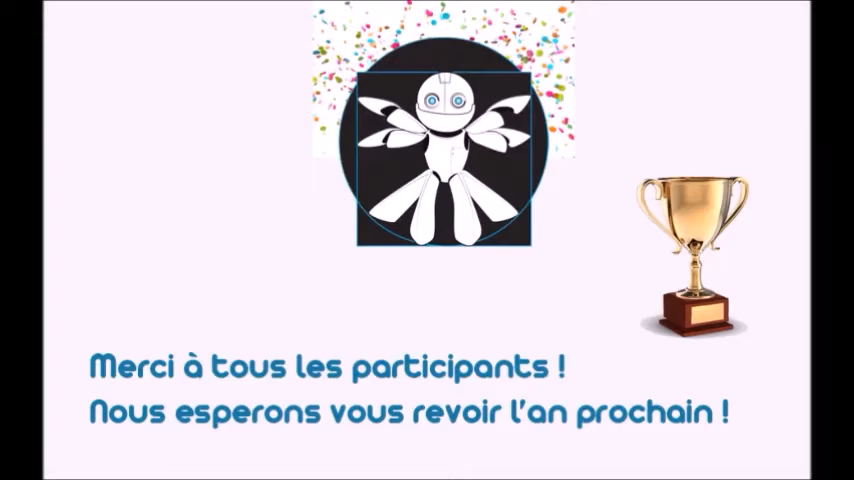 Merci à tous les participants !
Nous esperons vous revoir l'an prochain !